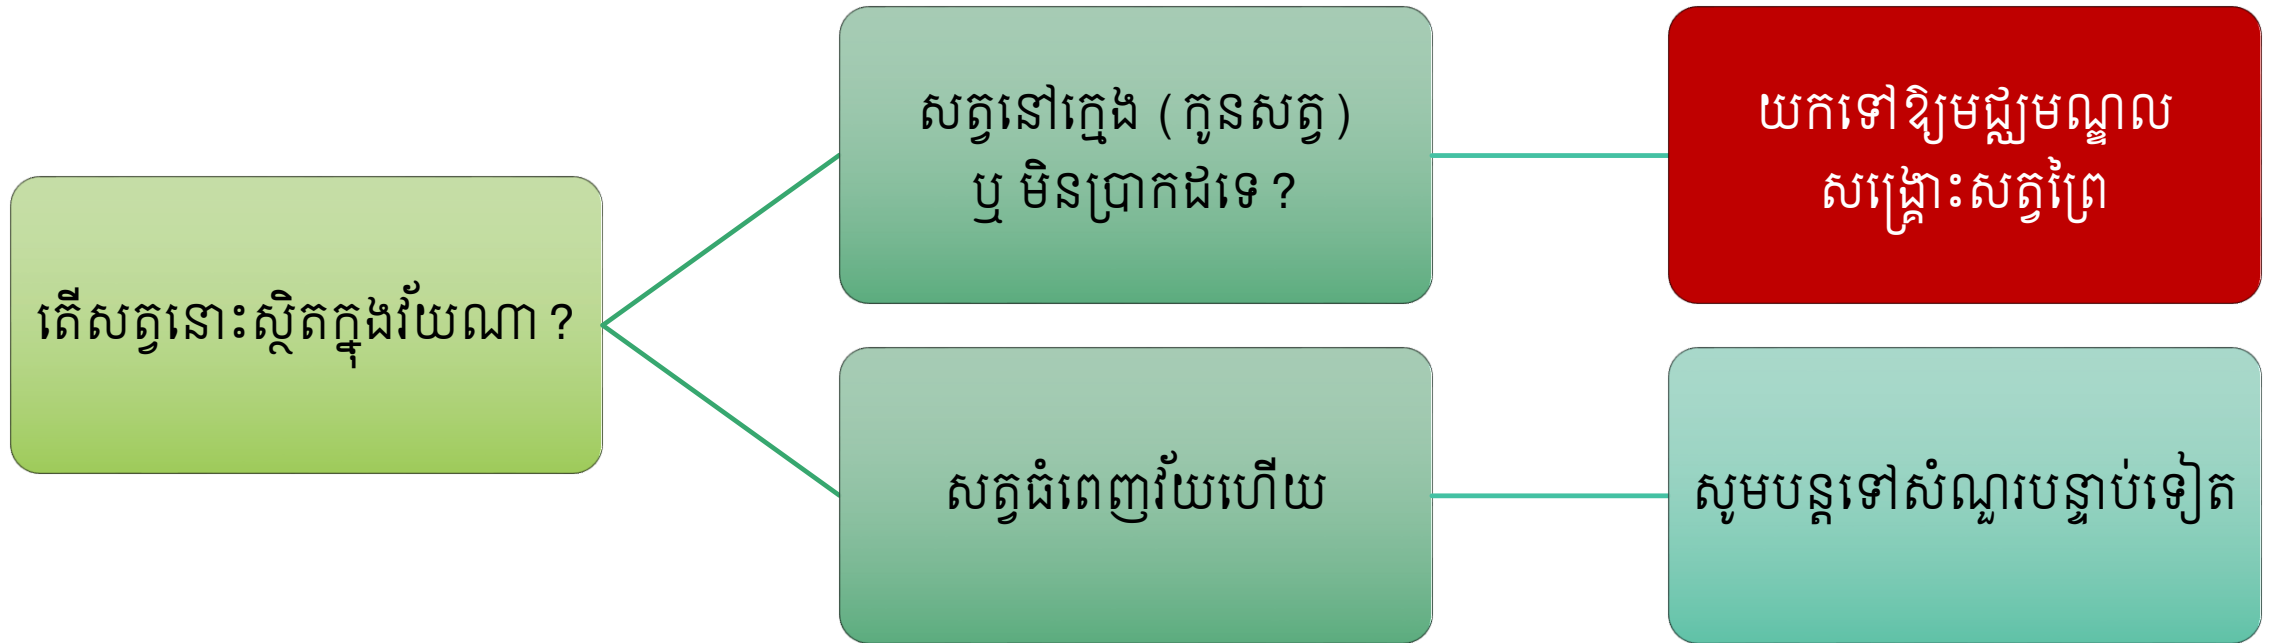 តើសត្វនោះស្ថិតក្នុងវ័យណា ?
សត្វនៅក្មេង ( កូនសត្វ )
ឬ មិនប្រាកដទេ ?
យកទៅឱ្យមជ្ឈមណ្ឌល
សង្គ្រោះសត្វព្រៃ
សត្វធំពេញវ័យហើយ
សូមបន្តទៅសំណួរបន្ទាប់ទៀត